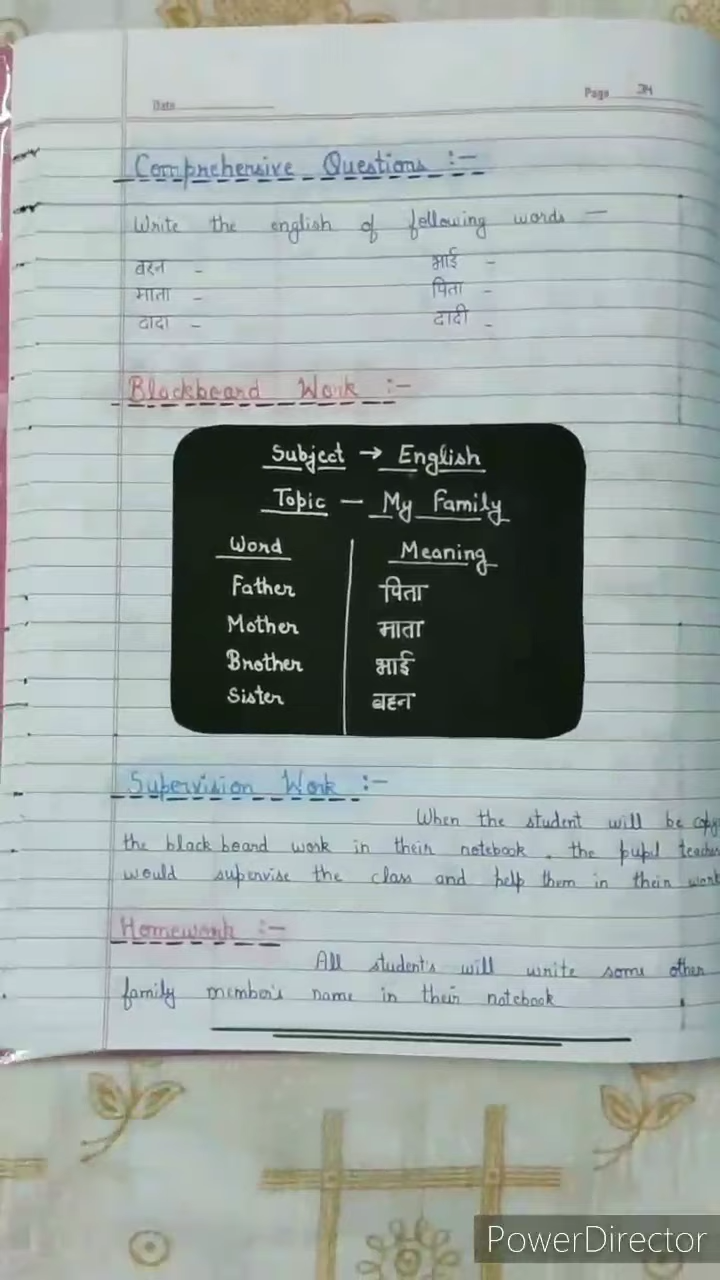 Date
Page 34
Comprehensive Questions :-
Write the english of following words —
बहन - भाई -
माता - पिता -
दादा - दादी -
Blackboard Work :-
Subject → English
Topic — My Family
Word Meaning
Father पिता
Mother माता
Brother भाई
Sister बहन
Supervision Work :-
When the student will be copy
the black board work in their notebook, the pupil teacher
would supervise the class and help them in their work
Homework :-
All student's will write some other
family member's name in their notebook
PowerDirector